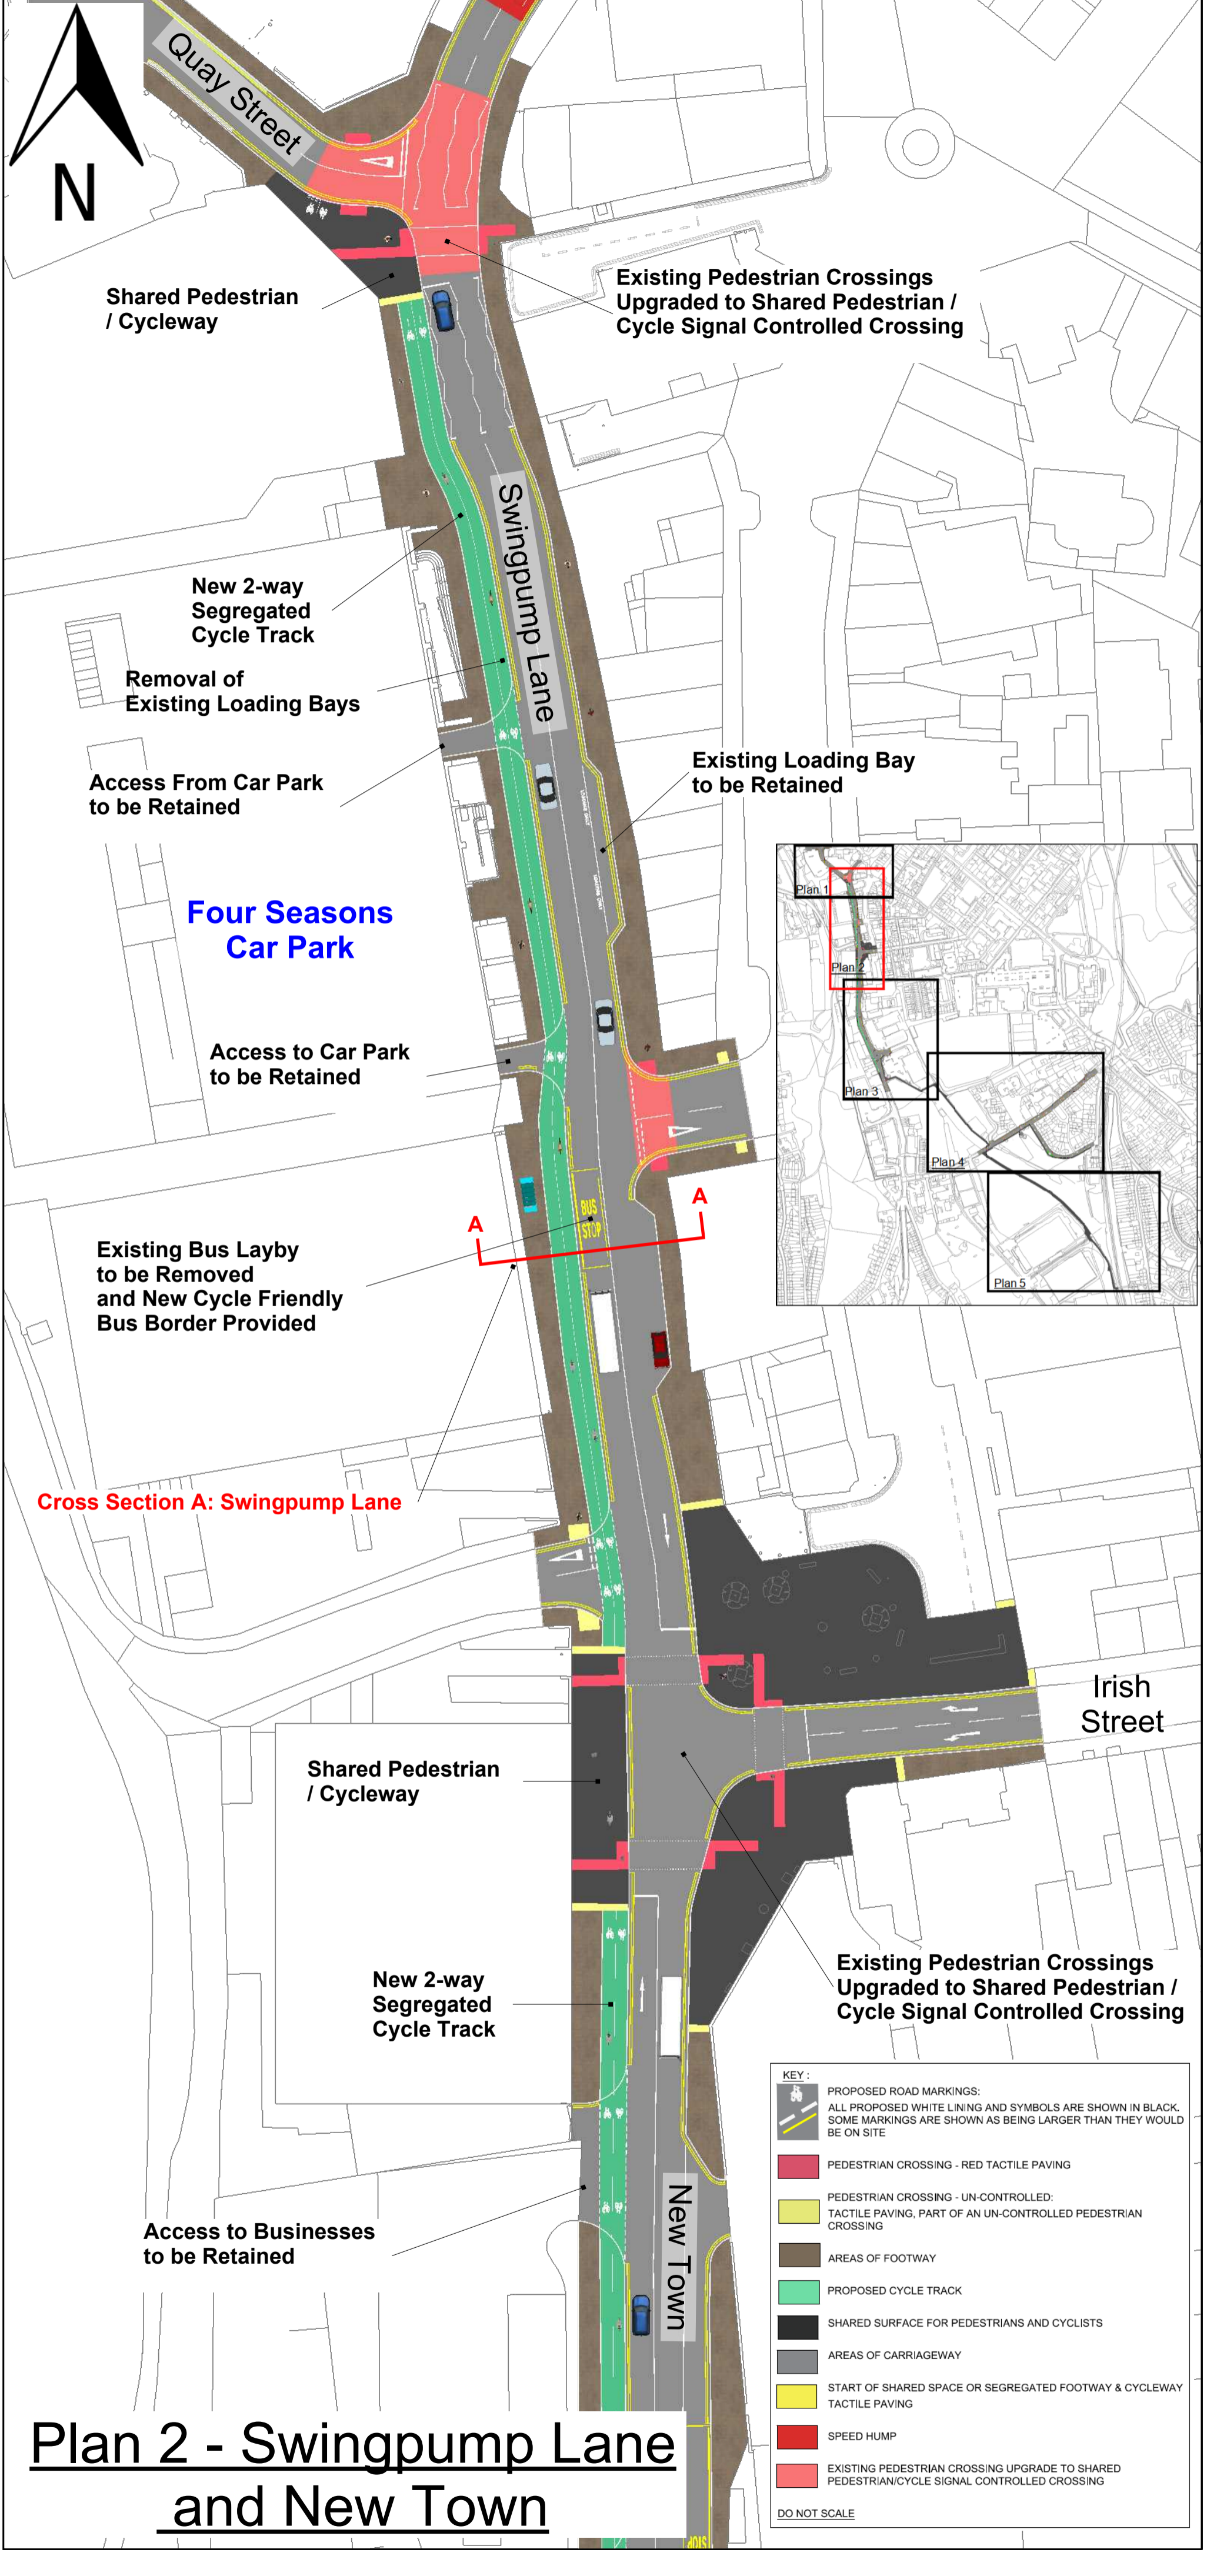 Quay Street
N
Shared Pedestrian
/ Cycleway
Existing Pedestrian Crossings
Upgraded to Shared Pedestrian /
Cycle Signal Controlled Crossing
Swingpump Lane
New 2-way
Segregated
Cycle Track
Removal of
Existing Loading Bays
Access From Car Park
to be Retained
Existing Loading Bay
to be Retained
Four Seasons
Car Park
Plan 1
Plan 2
Plan 3
Plan 4
Plan 5
Access to Car Park
to be Retained
BUS
STOP
A
A
Existing Bus Layby
to be Removed
and New Cycle Friendly
Bus Border Provided
Cross Section A: Swingpump Lane
Irish
Street
Shared Pedestrian
/ Cycleway
Existing Pedestrian Crossings
Upgraded to Shared Pedestrian /
Cycle Signal Controlled Crossing
New 2-way
Segregated
Cycle Track
Access to Businesses
to be Retained
New Town
KEY :
PROPOSED ROAD MARKINGS:
ALL PROPOSED WHITE LINING AND SYMBOLS ARE SHOWN IN BLACK.
SOME MARKINGS ARE SHOWN AS BEING LARGER THAN THEY WOULD
BE ON SITE
PEDESTRIAN CROSSING - RED TACTILE PAVING
PEDESTRIAN CROSSING - UN-CONTROLLED:
TACTILE PAVING, PART OF AN UN-CONTROLLED PEDESTRIAN
CROSSING
AREAS OF FOOTWAY
PROPOSED CYCLE TRACK
SHARED SURFACE FOR PEDESTRIANS AND CYCLISTS
AREAS OF CARRIAGEWAY
START OF SHARED SPACE OR SEGREGATED FOOTWAY & CYCLEWAY
TACTILE PAVING
SPEED HUMP
EXISTING PEDESTRIAN CROSSING UPGRADE TO SHARED
PEDESTRIAN/CYCLE SIGNAL CONTROLLED CROSSING
DO NOT SCALE
Plan 2 - Swingpump Lane
and New Town
STOP